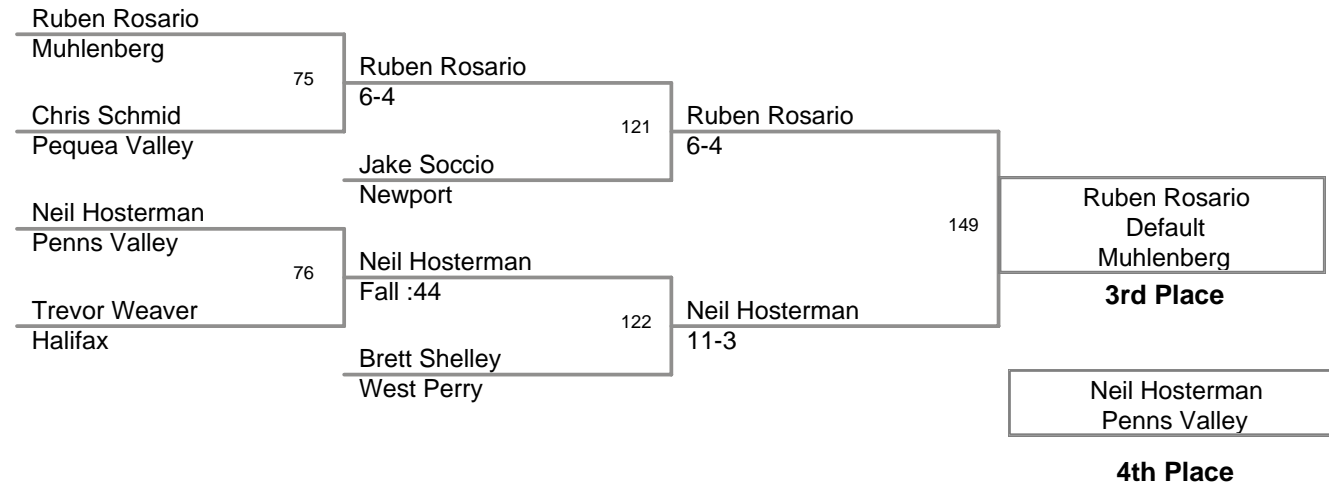 Ruben Rosario
Muhlenberg
75
Chris Schmid
Pequea Valley
Neil Hosterman
Penns Valley
76
Trevor Weaver
Halifax
Ruben Rosario
6-4
121
Jake Soccio
Newport
Neil Hosterman
Fall :44
122
Brett Shelley
West Perry
Ruben Rosario
6-4
149
Neil Hosterman
11-3
Ruben Rosario
Default
Muhlenberg
3rd Place
Neil Hosterman
Penns Valley
4th Place